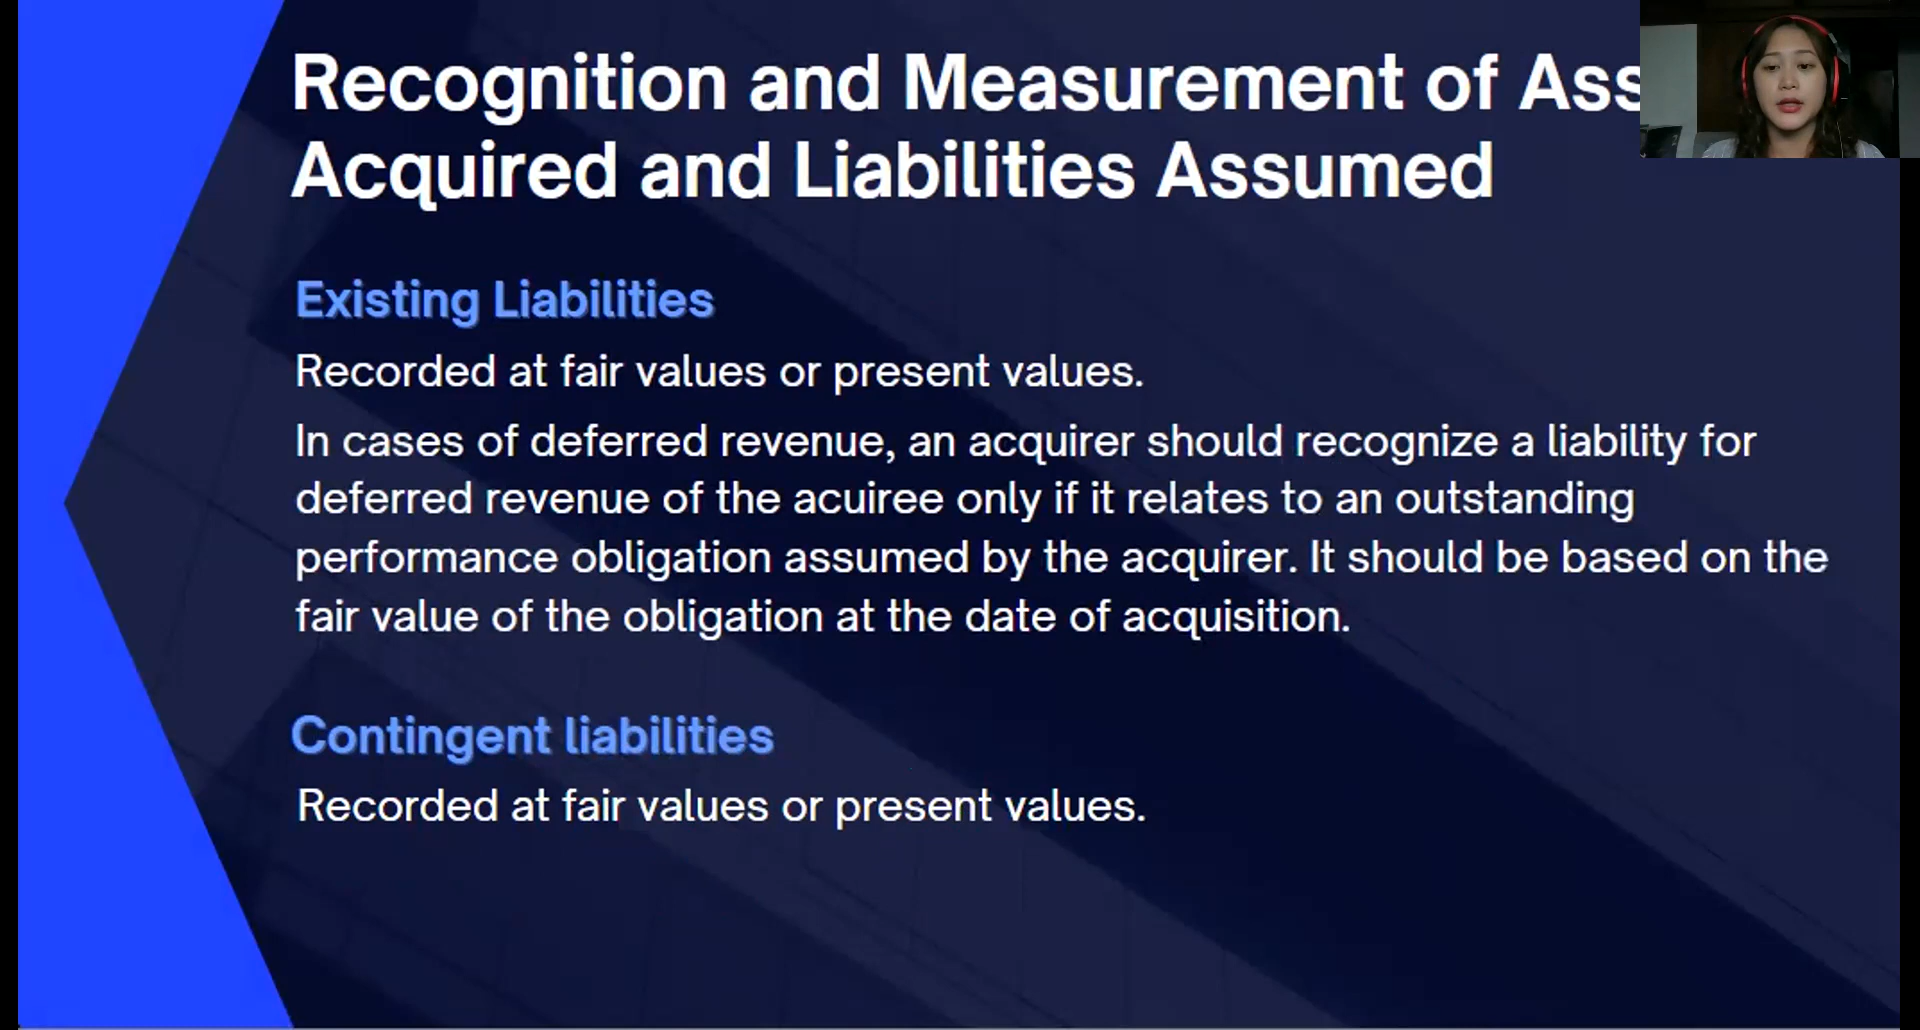 Recognition and Measurement of Ass
Acquired and Liabilities Assumed
Existing Liabilities
Recorded at fair values or present values.
In cases of deferred revenue, an acquirer should recognize a liability for
deferred revenue of the acuiree only if it relates to an outstanding
performance obligation assumed by the acquirer. It should be based on the
fair value of the obligation at the date of acquisition.
Contingent liabilities
Recorded at fair values or present values.